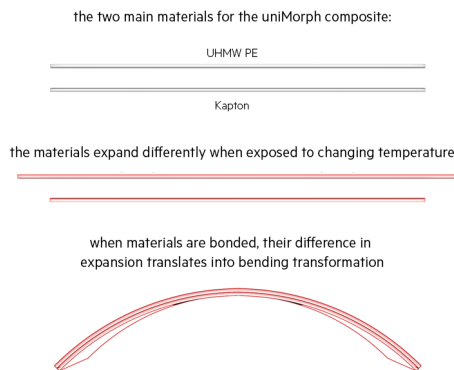 the two main materials for the uniMorph composite:
UHMW PE
Kapton
the materials expand differently when exposed to changing temperature
when materials are bonded, their difference in
expansion translates into bending transformation